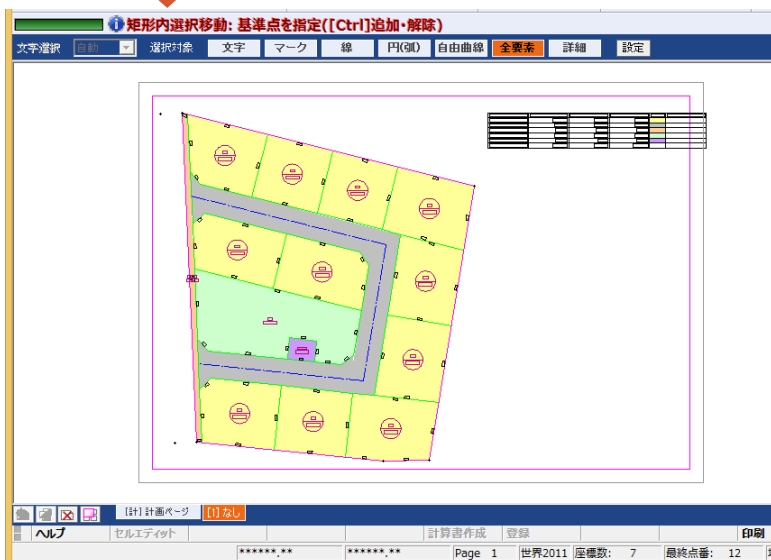 矩形内選択移動: 基準点を指定([Ctrl]追加・解除)
文字選択 自動 選択対象 文字 マーク 線 円(弧) 自由曲線 全要素 詳細 設定
[計]計画ページ [1]なし
ヘルプ セルエディット 計算書作成 登録 印刷
******.** ******.** Page 1 世界2011 座標数: 7 最終点番: 12